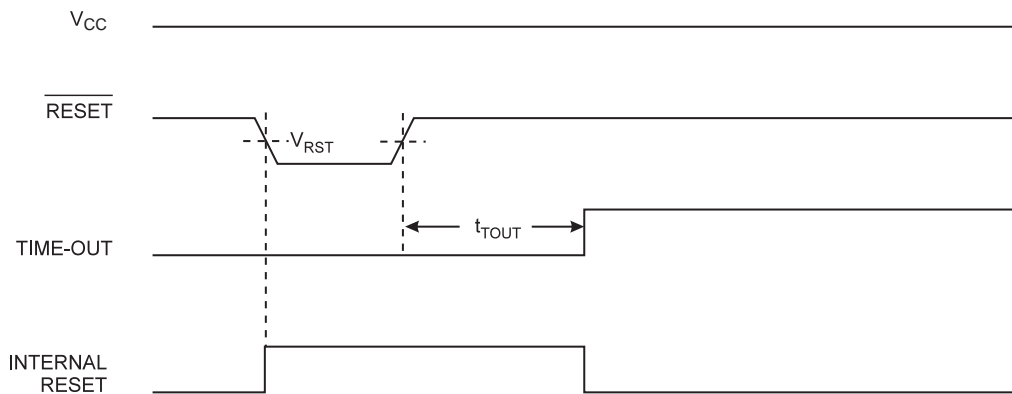 VCC
RESET
VRST
tTOUT
TIME-OUT
INTERNAL
RESET